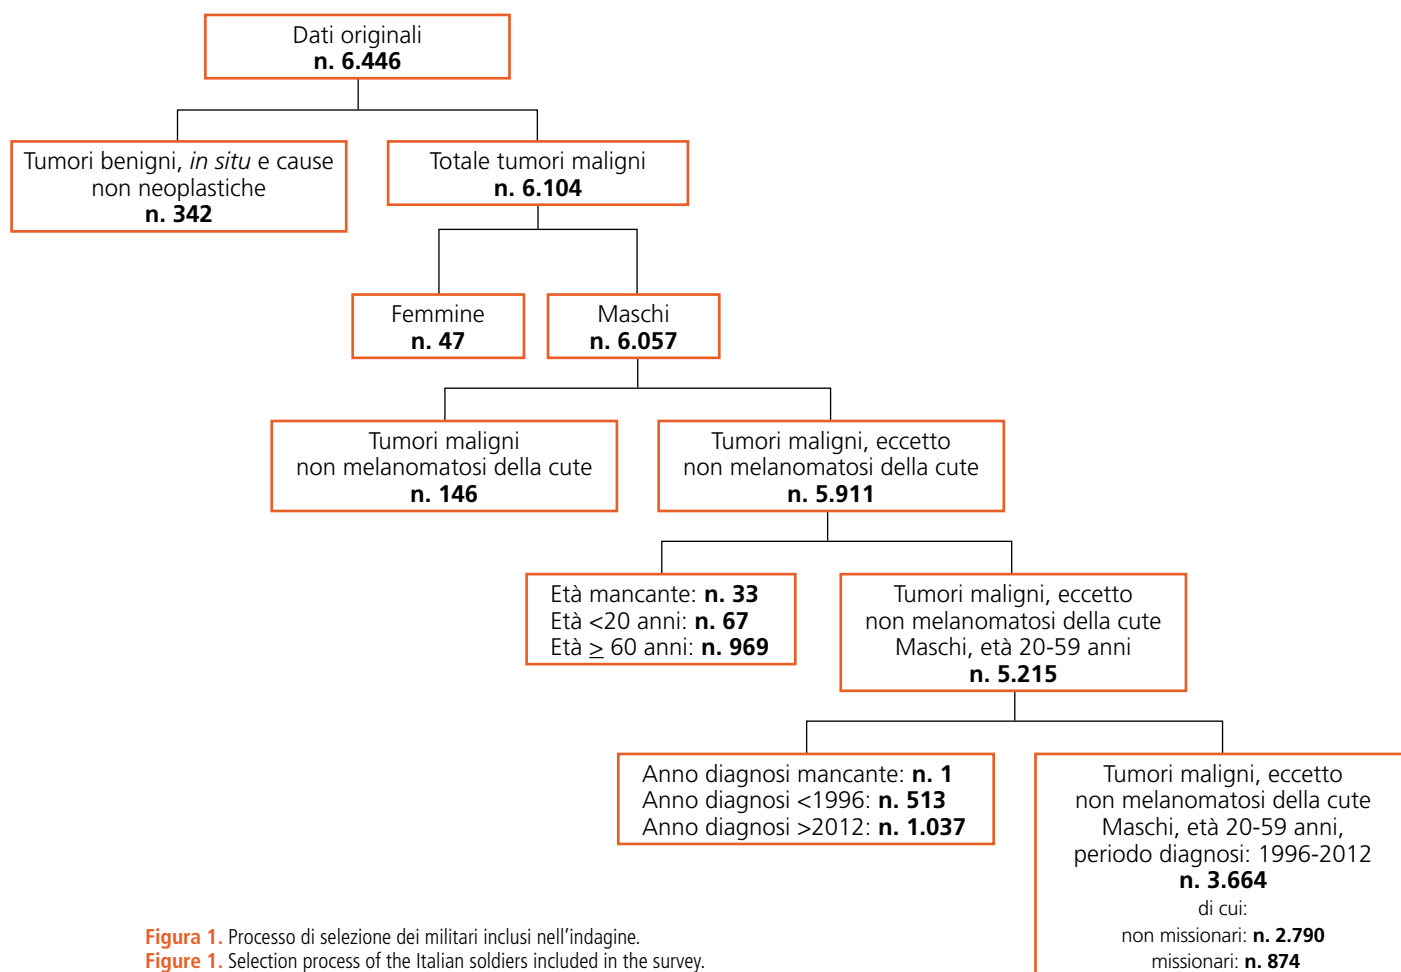 Dati originali
n. 6.446
Tumori benigni, in situ e cause
non neoplastiche
n. 342
Totale tumori maligni
n. 6.104
Femmine
n. 47
Maschi
n. 6.057
Tumori maligni
non melanomatosi della cute
n. 146
Tumori maligni, eccetto
non melanomatosi della cute
n. 5.911
Età mancante: n. 33
Età <20 anni: n. 67
Età ≥ 60 anni: n. 969
Tumori maligni, eccetto
non melanomatosi della cute
Maschi, età 20-59 anni
n. 5.215
Anno diagnosi mancante: n. 1
Anno diagnosi <1996: n. 513
Anno diagnosi >2012: n. 1.037
Tumori maligni, eccetto
non melanomatosi della cute
Maschi, età 20-59 anni,
periodo diagnosi: 1996-2012
n. 3.664
di cui:
non missionari: n. 2.790
missionari: n. 874
Figura 1. Processo di selezione dei militari inclusi nell'indagine.
Figure 1. Selection process of the Italian soldiers included in the survey.